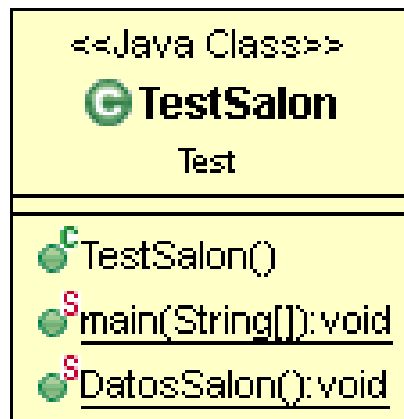 <<Java Class>>
C TestSalon
Test
C TestSalon()
S main(String[]):void
S DatosSalon():void